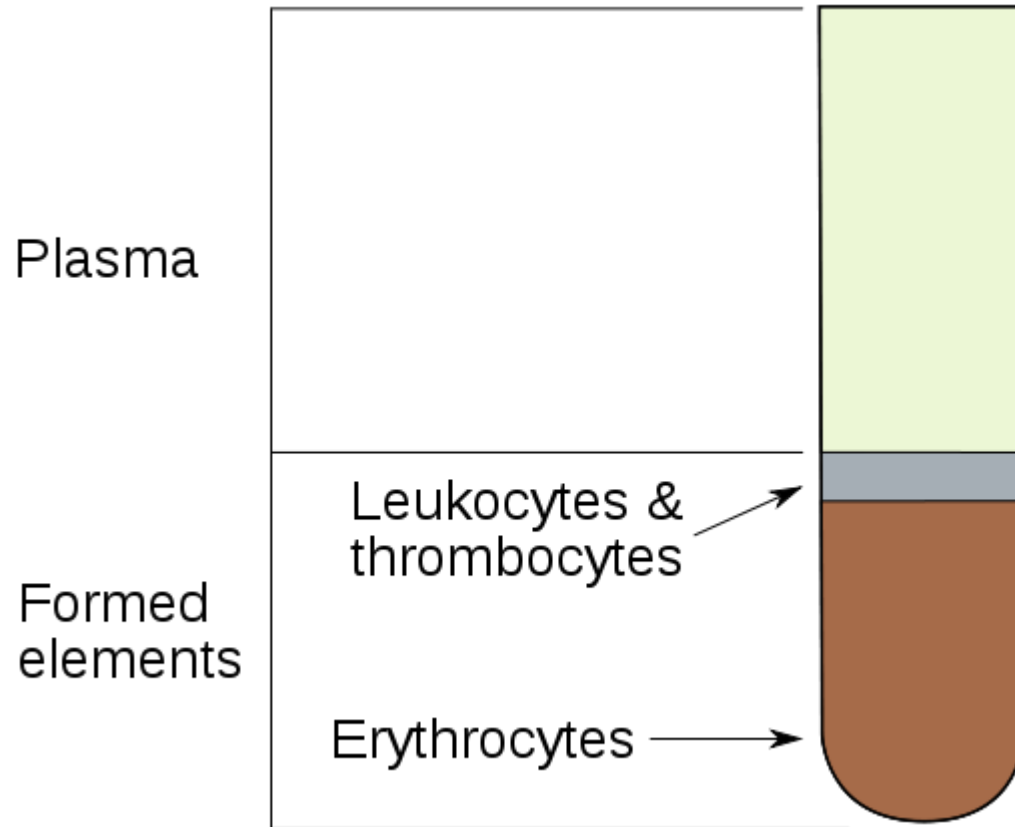 Plasma
Leukocytes &
thrombocytes
Formed
elements
Erythrocytes